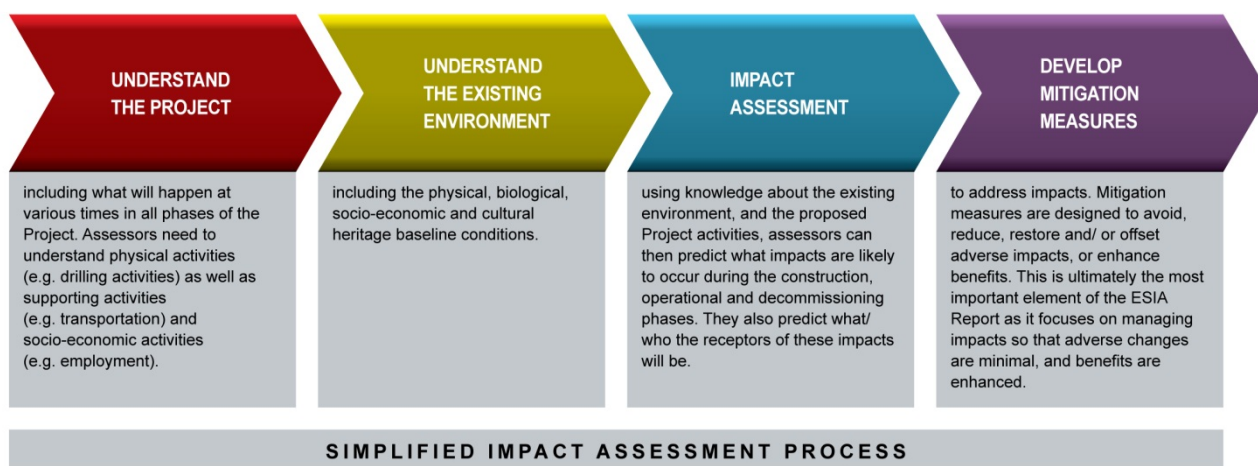 UNDERSTAND
THE PROJECT
including what will happen at
various times in all phases of the
Project. Assessors need to
understand physical activities
(e.g. drilling activities) as well as
supporting activities
(e.g. transportation) and
socio-economic activities
(e.g. employment).
UNDERSTAND
THE EXISTING
ENVIRONMENT
including the physical, biological,
socio-economic and cultural
heritage baseline conditions.
IMPACT
ASSESSMENT
using knowledge about the existing
environment, and the proposed
Project activities, assessors can
then predict what impacts are likely
to occur during the construction,
operational and decommissioning
phases. They also predict what/
who the receptors of these impacts
will be.
DEVELOP
MITIGATION
MEASURES
to address impacts. Mitigation
measures are designed to avoid,
reduce, restore and/ or offset
adverse impacts, or enhance
benefits. This is ultimately the most
important element of the ESIA
Report as it focuses on managing
impacts so that adverse changes
are minimal, and benefits are
enhanced.
SIMPLIFIED IMPACT ASSESSMENT PROCESS